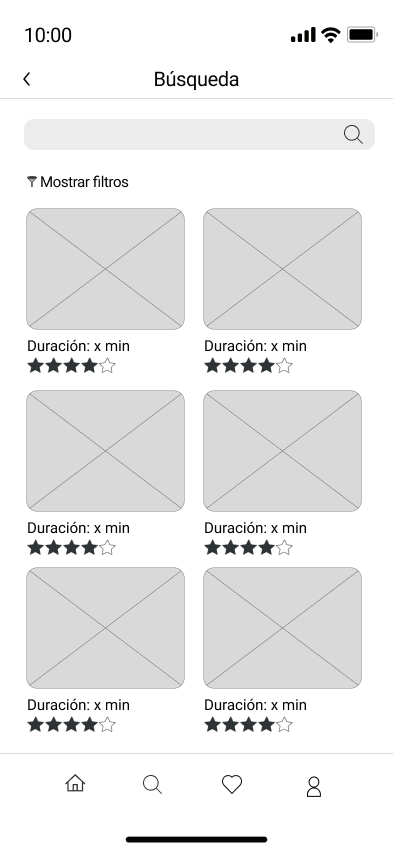 10:00
Búsqueda
Mostrar filtros
Duración: x min
Duración: x min
Duración: x min
Duración: x min
Duración: x min
Duración: x min